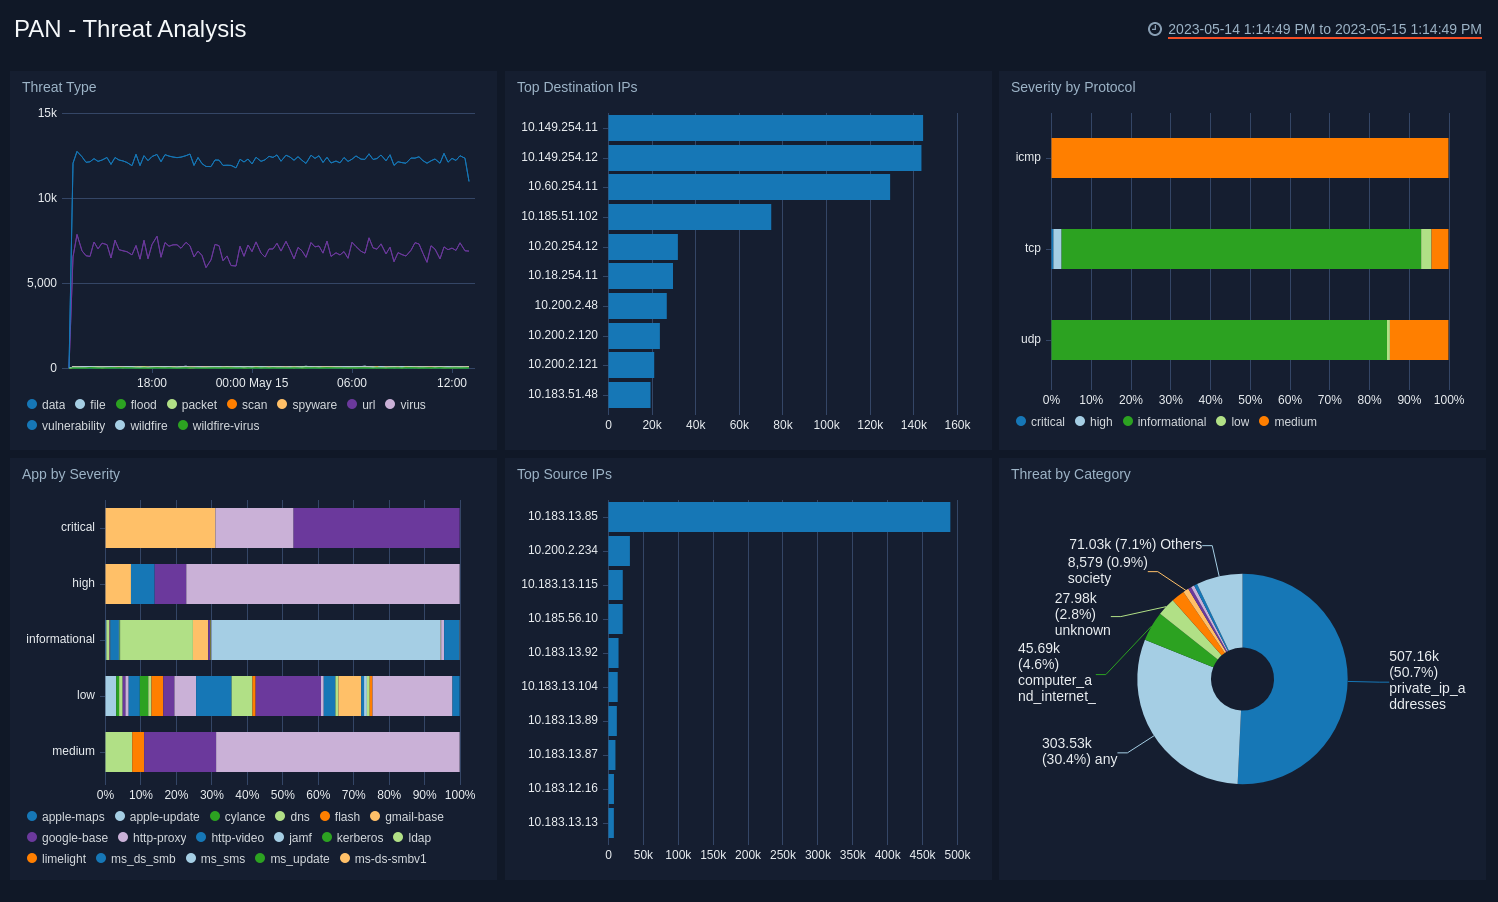 PAN - Threat Analysis
2023-05-14 1:14:49 PM to 2023-05-15 1:14:49 PM
Threat Type
15k
10k
5,000
0
18:00 00:00 May 15 06:00 12:00
data file flood packet scan spyware url virus
vulnerability wildfire wildfire-virus
Top Destination IPs
10.149.254.11
10.149.254.12
10.60.254.11
10.185.51.102
10.20.254.12
10.18.254.11
10.200.2.48
10.200.2.120
10.200.2.121
10.183.51.48
0 20k 40k 60k 80k 100k 120k 140k 160k
Severity by Protocol
icmp
tcp
udp
0% 10% 20% 30% 40% 50% 60% 70% 80% 90% 100%
critical high informational low medium
App by Severity
critical
high
informational
low
medium
0% 10% 20% 30% 40% 50% 60% 70% 80% 90% 100%
apple-maps apple-update cylance dns flash gmail-base
google-base http-proxy http-video jamf kerberos ldap
limelight ms_ds_smb ms_sms ms_update ms-ds-smbv1
Top Source IPs
10.183.13.85
10.200.2.234
10.183.13.115
10.185.56.10
10.183.13.92
10.183.13.104
10.183.13.89
10.183.13.87
10.183.12.16
10.183.13.13
0 50k 100k 150k 200k 250k 300k 350k 400k 450k 500k
Threat by Category
71.03k (7.1%) Others
8,579 (0.9%)
society
27.98k
(2.8%)
unknown
45.69k
(4.6%)
computer_a
nd_internet_
303.53k
(30.4%) any
507.16k
(50.7%)
private_ip_a
ddresses